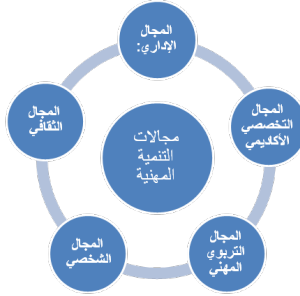 المجال
الإداري:
المجال
التخصصي
الأكاديمي
المجال
التربوي
المهني
المجال
الشخصي
المجال
الثقافي
مجالات
التنمية
المهنية